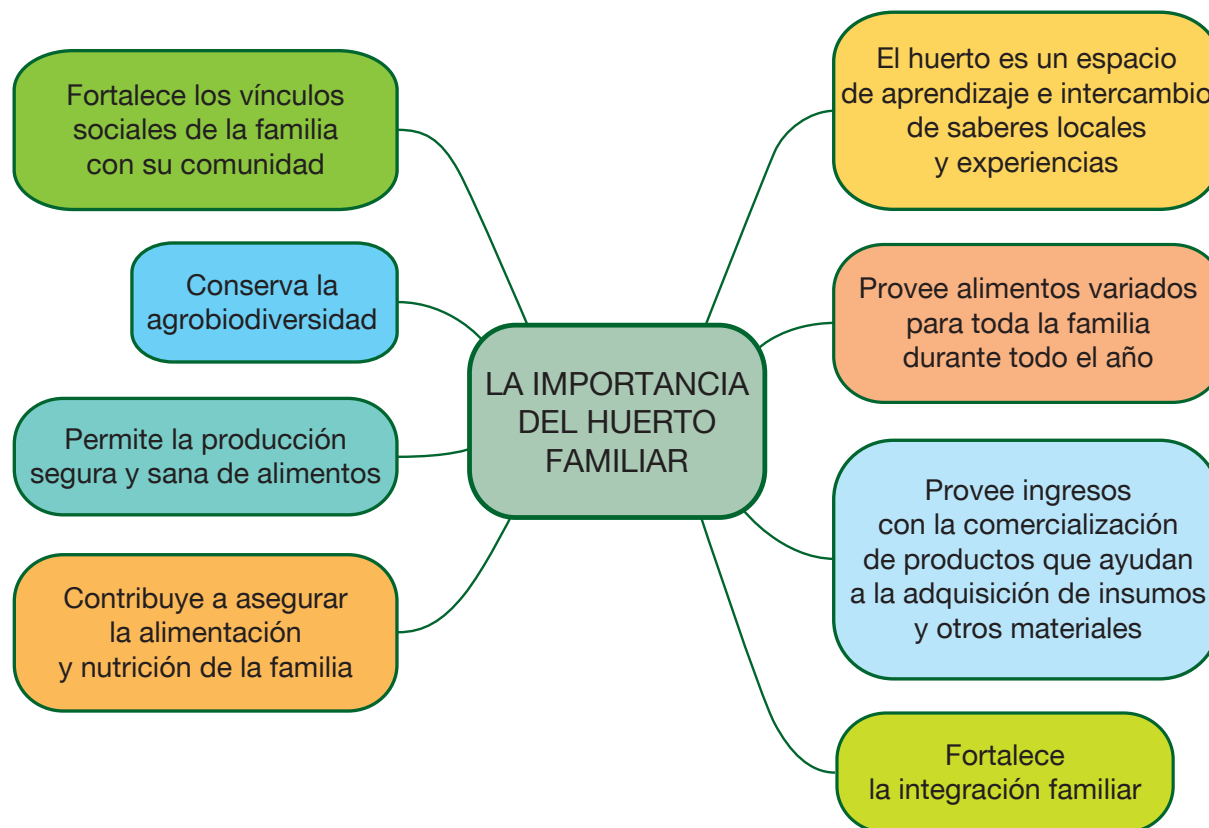 Fortalece los vínculos
sociales de la familia
con su comunidad
Conserva la
agrobiodiversidad
Permite la producción
segura y sana de alimentos
Contribuye a asegurar
la alimentación
y nutrición de la familia
LA IMPORTANCIA
DEL HUERTO
FAMILIAR
El huerto es un espacio
de aprendizaje e intercambio
de saberes locales
y experiencias
Provee alimentos variados
para toda la familia
durante todo el año
Provee ingresos
con la comercialización
de productos que ayudan
a la adquisición de insumos
y otros materiales
Fortalece
la integración familiar